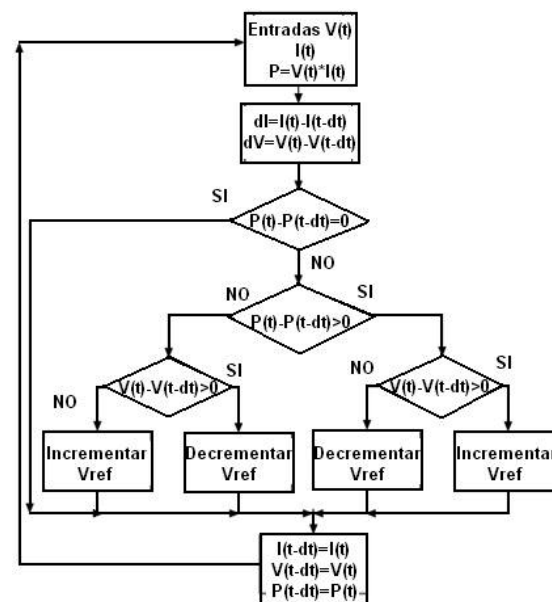 Entradas V(t)
I(t)
P=V(t)*I(t)
dI=I(t)-I(t-dt)
dV=V(t)-V(t-dt)
SI
P(t)-P(t-dt)=0
NO
NO
SI
P(t)-P(t-dt)>0
V(t)-V(t-dt)>0
SI
NO
NO
V(t)-V(t-dt)>0
SI
Incrementar
Vref
Decrementar
Vref
Decrementar
Vref
Incrementar
Vref
I(t-dt)=I(t)
V(t-dt)=V(t)
P(t-dt)=P(t)